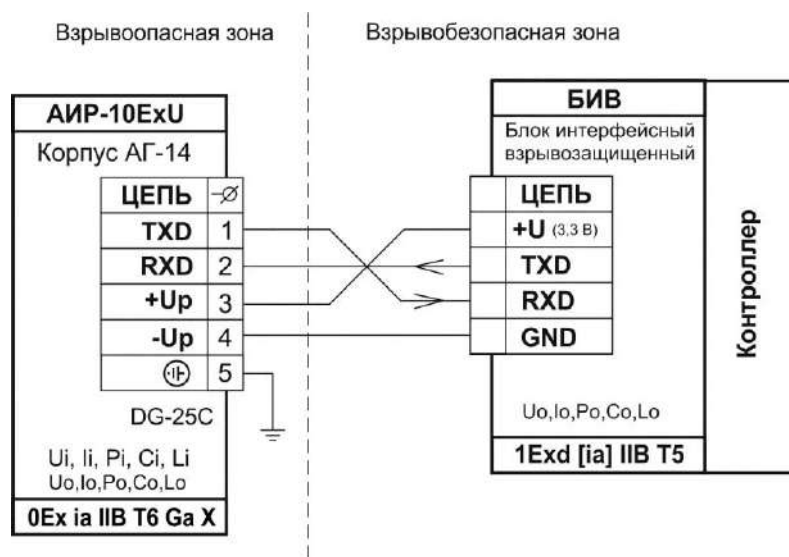 Взрывоопасная зона
Взрывобезопасная зона
АИР-10ExU
Корпус АГ-14
ЦЕПЬ
TXD 1
RXD 2
+Up 3
-Up 4
5
DG-25C
Ui, Ii, Pi, Ci, Li
Uo,Io,Po,Co,Lo
0Ex ia IIB T6 Ga X
БИВ
Блок интерфейсный
взрывозащищенный
ЦЕПЬ
+U (3,3 В)
TXD
RXD
GND
Uo,Io,Po,Co,Lo
1Exd [ia] IIB T5
Контроллер